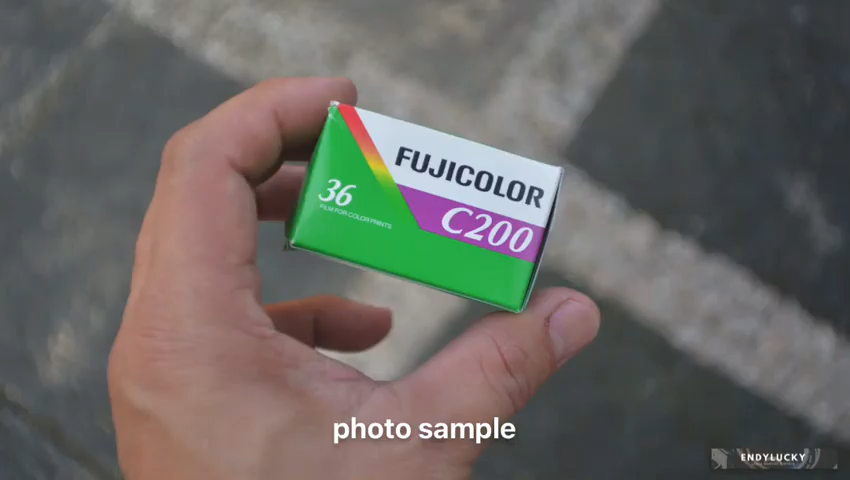 FUJICOLOR
C200
36
FILM FOR COLOR PRINTS
photo sample
ENDYLUCKY